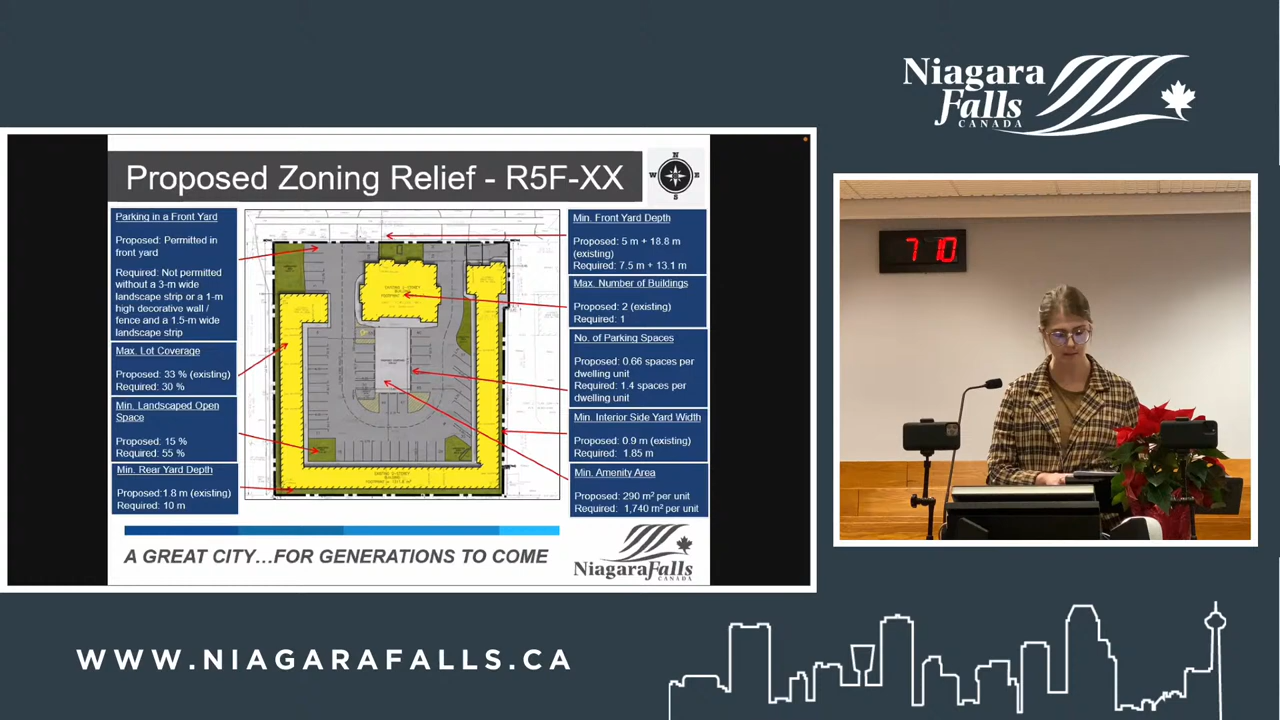 Niagara
Falls
CANADA
Proposed Zoning Relief - R5F-XX
N
W E
S
Parking in a Front Yard
Proposed: Permitted in
front yard
Required: Not permitted
without a 3-m wide
landscape strip or a 1-m
high decorative wall /
fence and a 1.5-m wide
landscape strip
Max. Lot Coverage
Proposed: 33 % (existing)
Required: 30 %
Min. Landscaped Open
Space
Proposed: 15 %
Required: 55 %
Min. Rear Yard Depth
Proposed:1.8 m (existing)
Required: 10 m
Min. Front Yard Depth
Proposed: 5 m + 18.8 m
(existing)
Required: 7.5 m + 13.1 m
Max. Number of Buildings
Proposed: 2 (existing)
Required: 1
No. of Parking Spaces
Proposed: 0.66 spaces per
dwelling unit
Required: 1.4 spaces per
dwelling unit
Min. Interior Side Yard Width
Proposed: 0.9 m (existing)
Required: 1.85 m
Min. Amenity Area
Proposed: 290 m² per unit
Required: 1,740 m² per unit
A GREAT CITY...FOR GENERATIONS TO COME
NiagaraFalls
CANADA
7 10
WWW.NIAGARAFALLS.CA